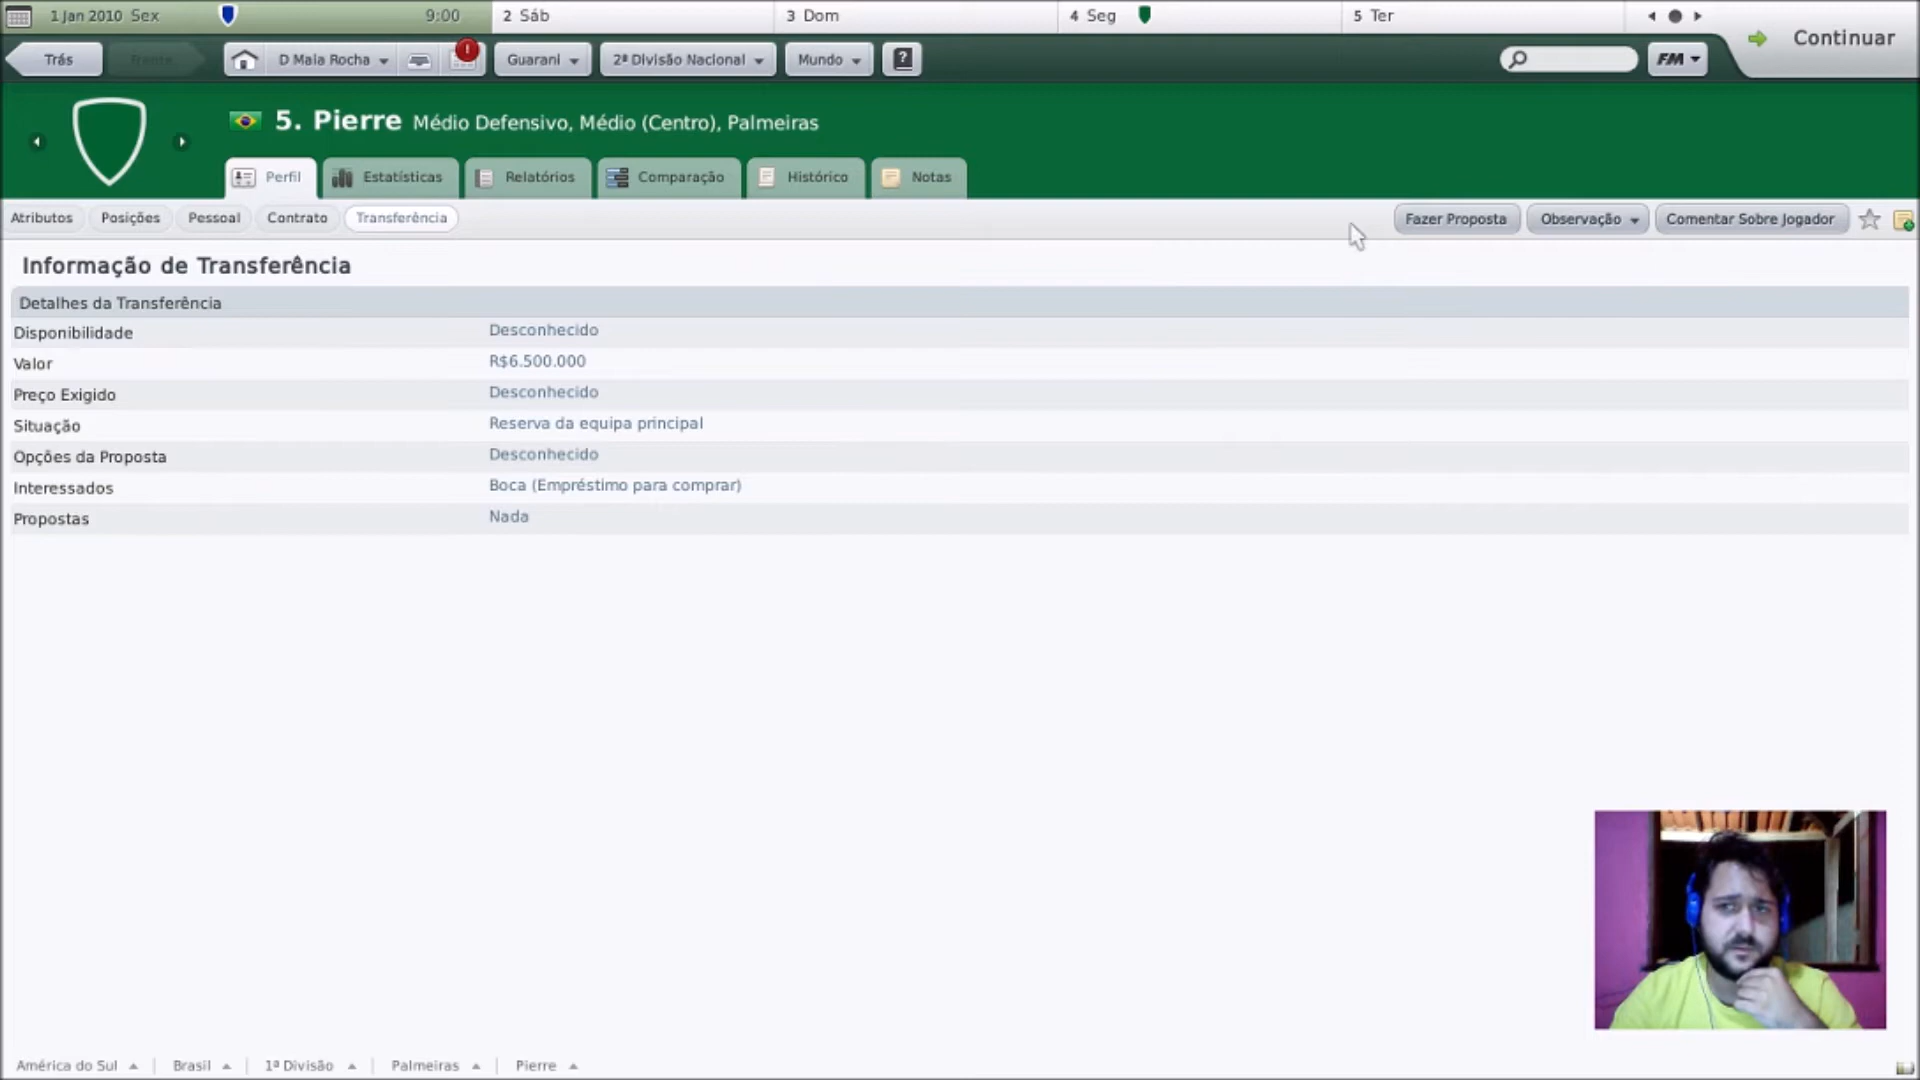 1 Jan 2010 Sex 9:00 2 Sáb 3 Dom 4 Seg 5 Ter
Continuar
Trás Frente D Maia Rocha ! Guarani 2ª Divisão Nacional Mundo ? FM
5. Pierre Médio Defensivo, Médio (Centro), Palmeiras
Perfil Estatísticas Relatórios Comparação Histórico Notas
Atributos Posições Pessoal Contrato Transferência Fazer Proposta Observação Comentar Sobre Jogador
Informação de Transferência
Detalhes da Transferência
Disponibilidade Desconhecido
Valor R$6.500.000
Preço Exigido Desconhecido
Situação Reserva da equipa principal
Opções da Proposta Desconhecido
Interessados Boca (Empréstimo para comprar)
Propostas Nada
América do Sul Brasil 1ª Divisão Palmeiras Pierre